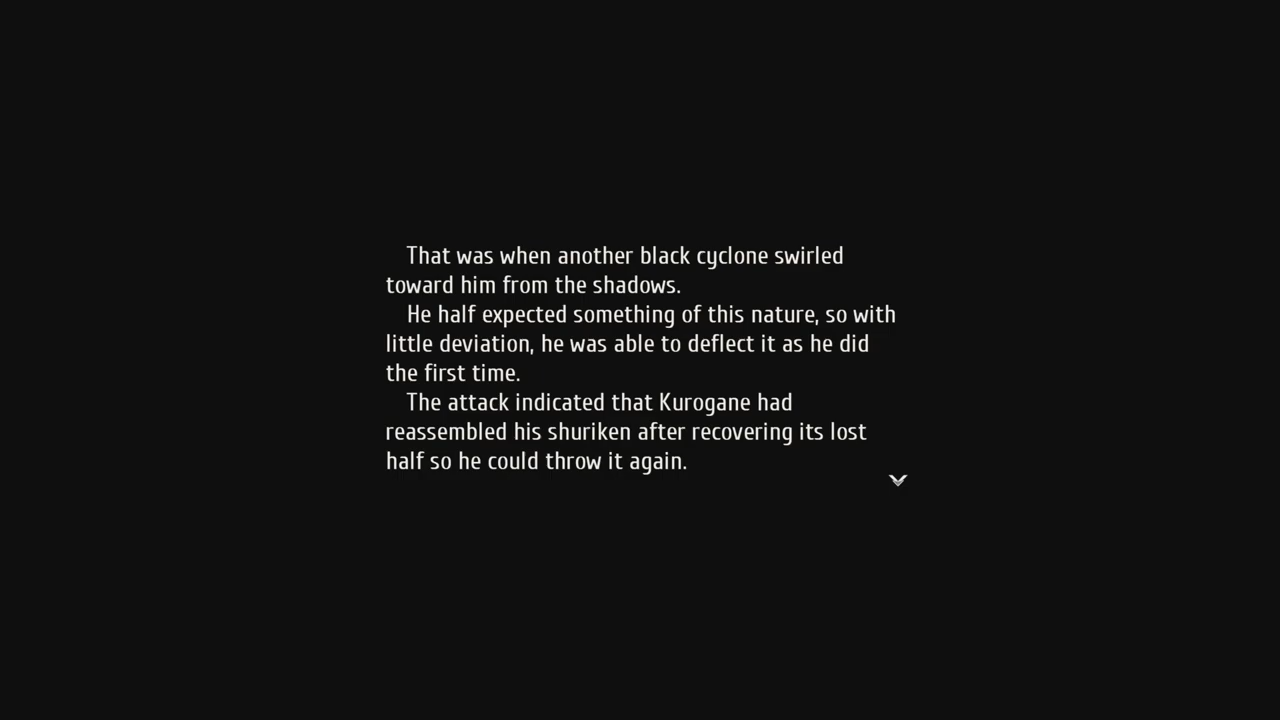 That was when another black cyclone swirled
toward him from the shadows.
He half expected something of this nature, so with
little deviation, he was able to deflect it as he did
the first time.
The attack indicated that Kurogane had
reassembled his shuriken after recovering its lost
half so he could throw it again.